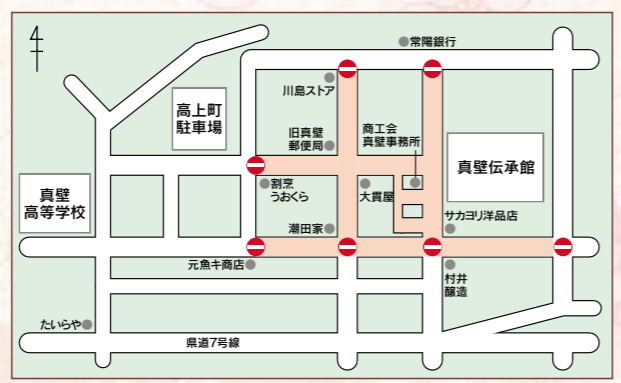 4
常陽銀行
川島ストア
高上町
駐車場
旧真壁
郵便局
商工会
真壁事務所
真壁伝承館
真壁
高等学校
割烹
うおくら
大貫屋
サカヨリ洋品店
潮田家
元魚キ商店
村井
醸造
たいらや
県道7号線